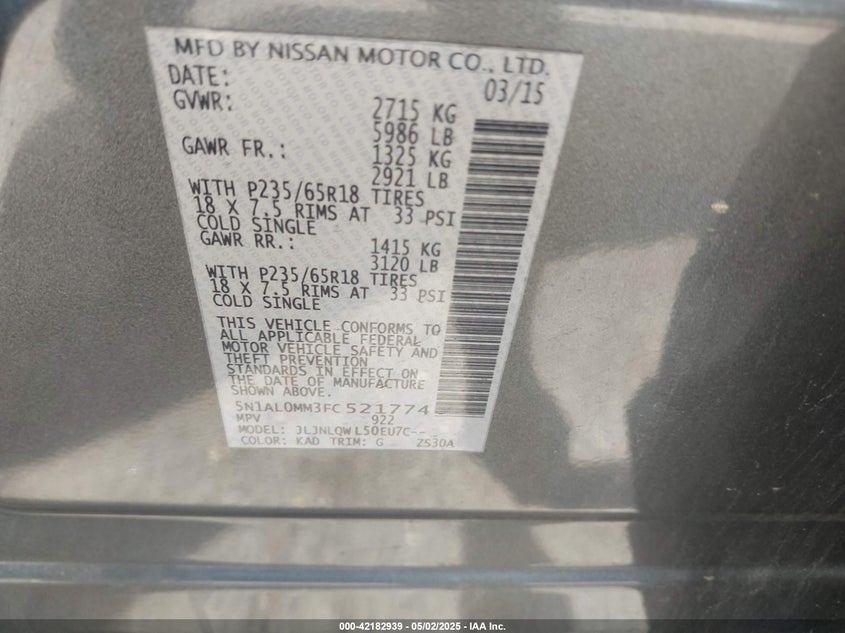 MFD BY NISSAN MOTOR CO., LTD.
DATE: 03/15
GVWR: 2715 KG
5986 LB
GAWR FR.: 1325 KG
2921 LB
WITH P235/65R18 TIRES
18 X 7.5 RIMS AT 33 PSI
COLD SINGLE
GAWR RR.: 1415 KG
3120 LB
WITH P235/65R18 TIRES
18 X 7.5 RIMS AT 33 PSI
COLD SINGLE
THIS VEHICLE CONFORMS TO
ALL APPLICABLE FEDERAL
MOTOR VEHICLE SAFETY AND
THEFT PREVENTION
STANDARDS IN EFFECT ON
THE DATE OF MANUFACTURE
SHOWN ABOVE.
5N1AL0MM3FC521774
MPV 922
MODEL: JLJNLQWL50EU7C--
COLOR: KAD TRIM: G ZS30A
000-42182939 - 05/02/2025 - IAA Inc.